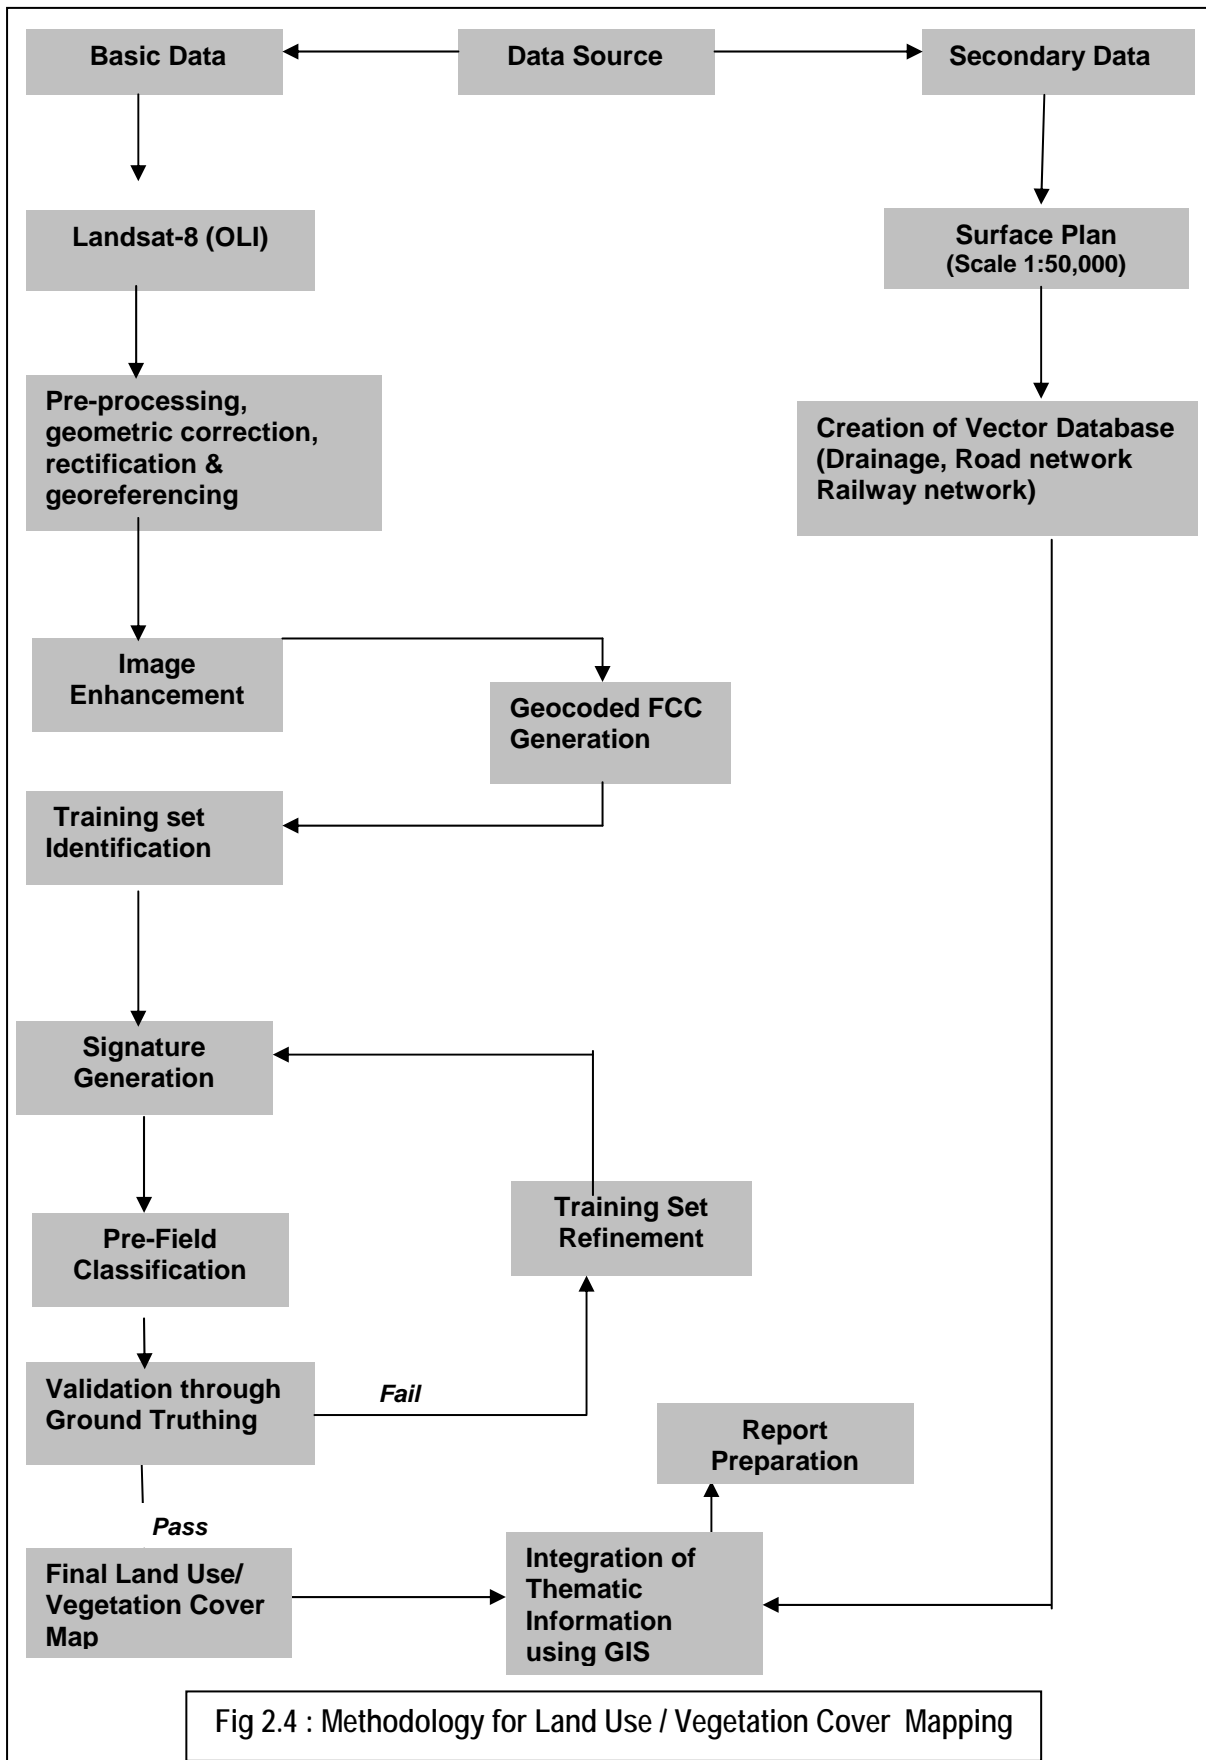 Basic Data
Data Source
Secondary Data
Landsat-8 (OLI)
Surface Plan
(Scale 1:50,000)
Pre-processing,
geometric correction,
rectification &
georeferencing
Creation of Vector Database
(Drainage, Road network
Railway network)
Image
Enhancement
Geocoded FCC
Generation
Training set
Identification
Signature
Generation
Training Set
Refinement
Pre-Field
Classification
Validation through
Ground Truthing
Fail
Report
Preparation
Pass
Final Land Use/
Vegetation Cover
Map
Integration of
Thematic
Information
using GIS
Fig 2.4 : Methodology for Land Use / Vegetation Cover Mapping